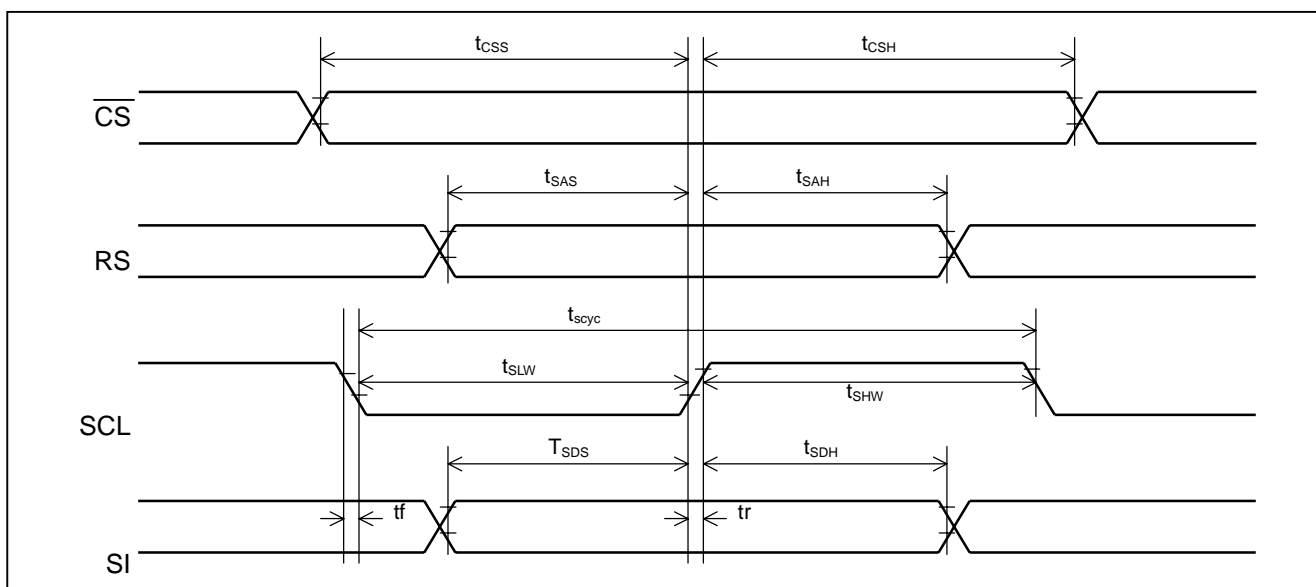 tCSS tCSH
CS
tSAS tSAH
RS
tscyc
tSLW
tSHW
SCL
TSDS tSDH
tf tr
SI